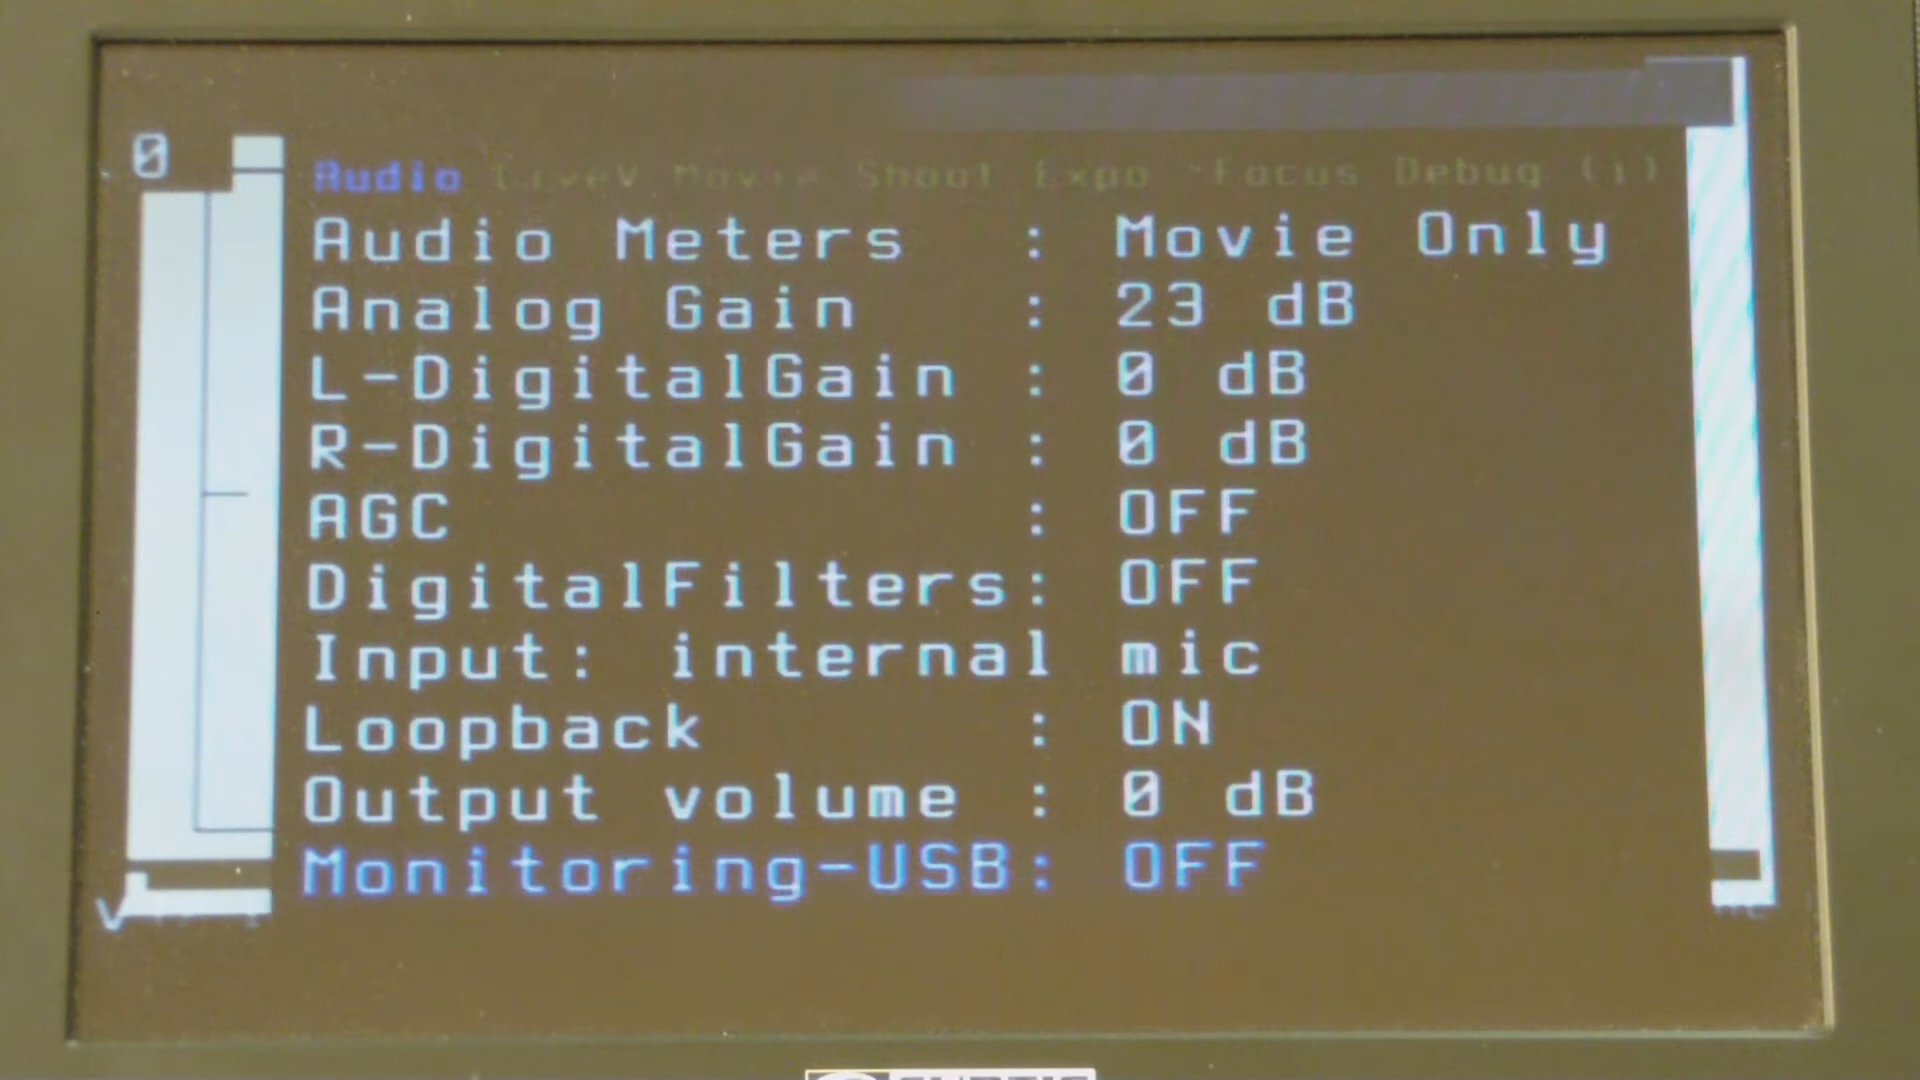 0
Audio LiveV Movie Shoot Expo Focus Debug (i)
Audio Meters : Movie Only
Analog Gain : 23 dB
L-DigitalGain : 0 dB
R-DigitalGain : 0 dB
AGC : OFF
DigitalFilters: OFF
Input: internal mic
Loopback : ON
Output volume : 0 dB
Monitoring-USB: OFF